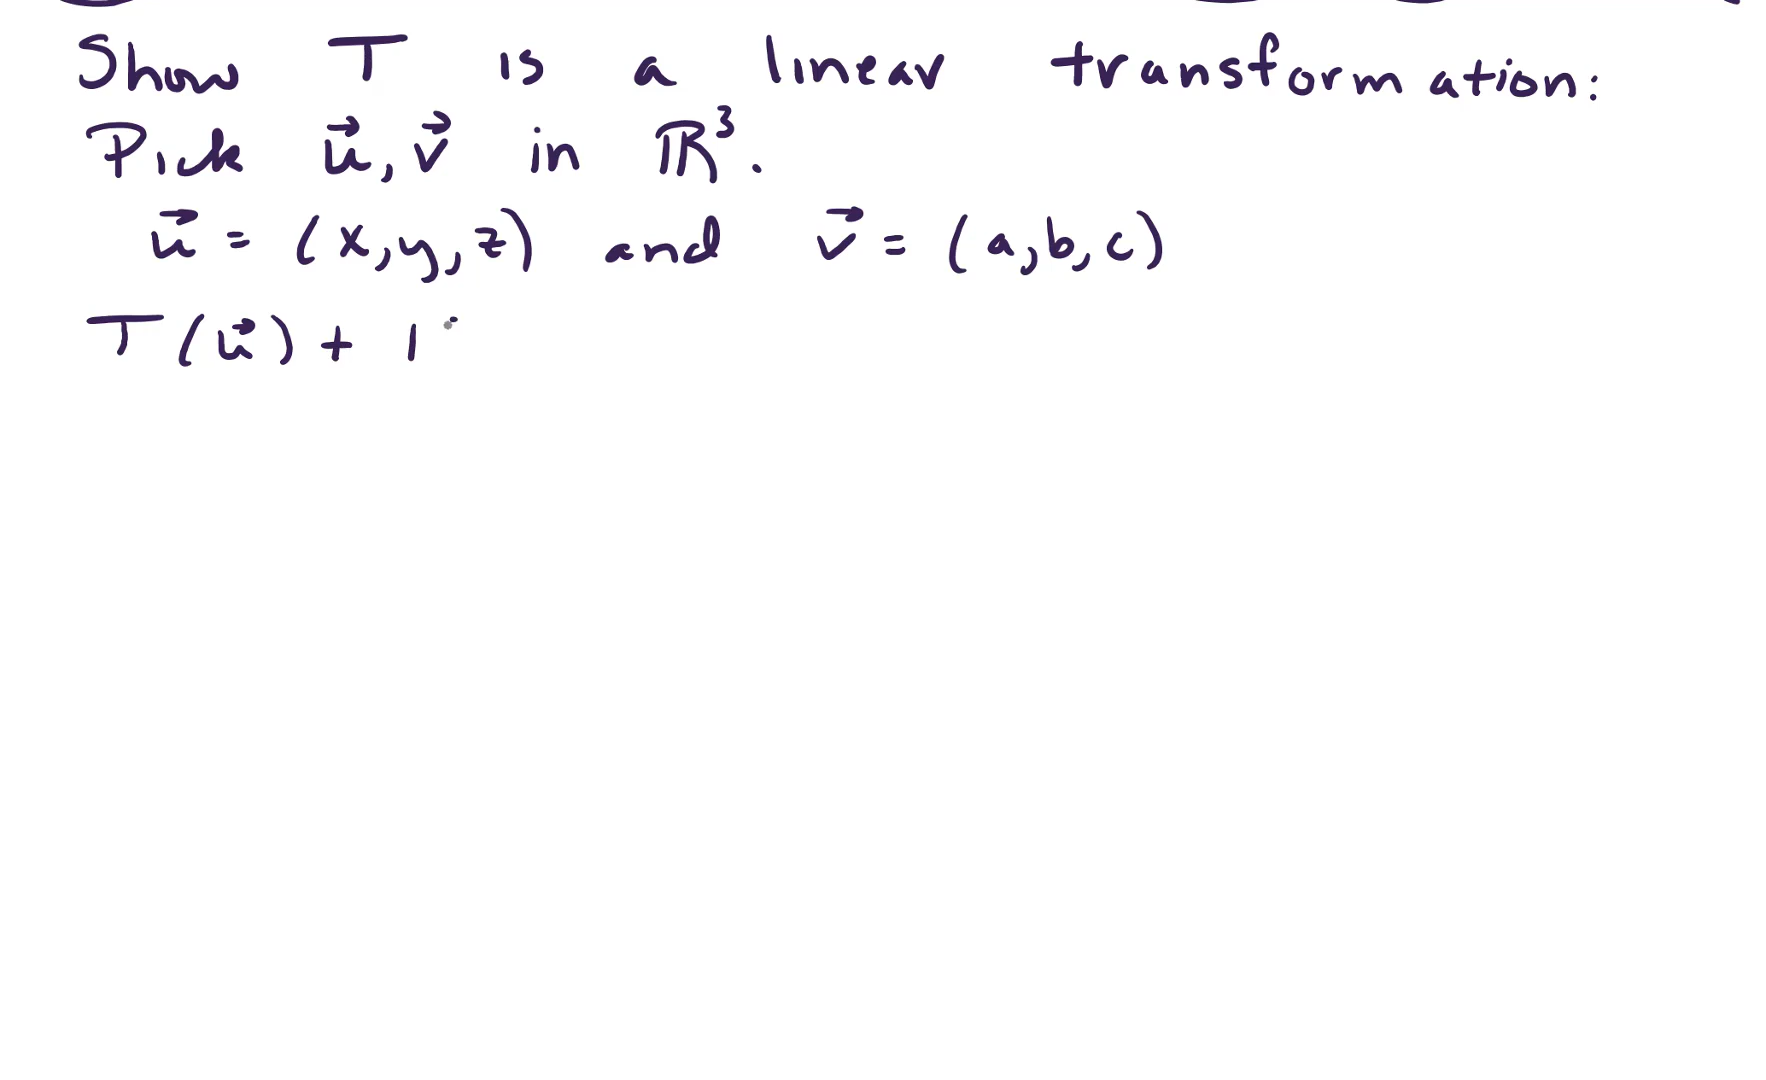 Show T is a linear transformation:
Pick u⃗, v⃗ in ℝ³.
u⃗ = (x, y, z) and v⃗ = (a, b, c)
T(u⃗) +